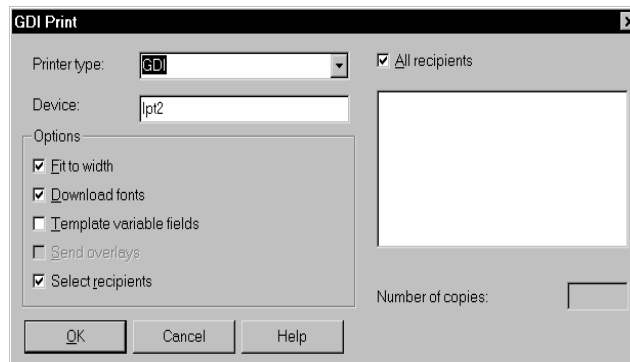 GDI Print
Printer type:
GDI
Device:
lpt2
Options
Fit to width
Download fonts
Template variable fields
Send overlays
Select recipients
All recipients
Number of copies:
OK
Cancel
Help